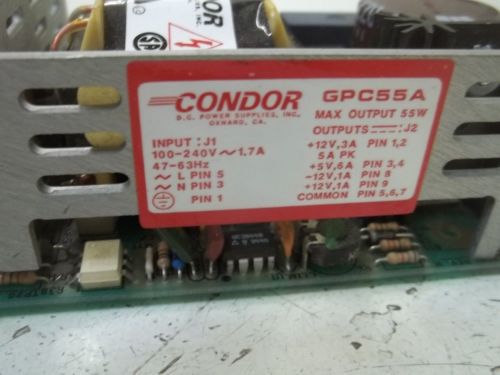 CONDOR
CONDOR
D.C. POWER SUPPLIES, INC.
OXNARD, CA.
GPC55A
MAX OUTPUT 55W
INPUT : J1
100-240V ~ 1.7A
47-63Hz
~ L PIN 5
~ N PIN 3
PIN 1
OUTPUTS : J2
+12V,3A PIN 1,2
5A PK
+5V,6A PIN 3,4
-12V,1A PIN 8
+12V,1A PIN 9
COMMON PIN 5,6,7